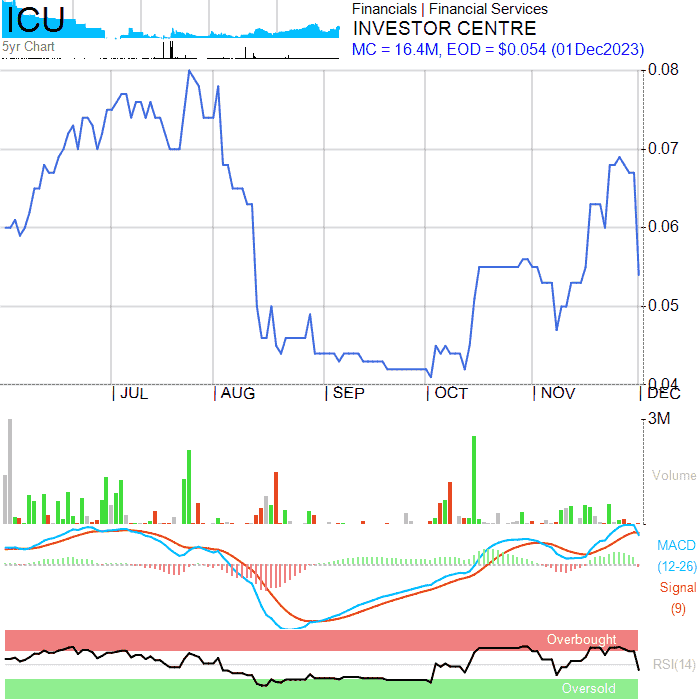 ICU
5yr Chart
Financials | Financial Services
INVESTOR CENTRE
MC = 16.4M, EOD = $0.054 (01Dec2023)
0.08
0.07
0.06
0.05
0.04
JUL AUG SEP OCT NOV DEC
3M
Volume
MACD
(12-26)
Signal
(9)
Overbought
RSI(14)
Oversold